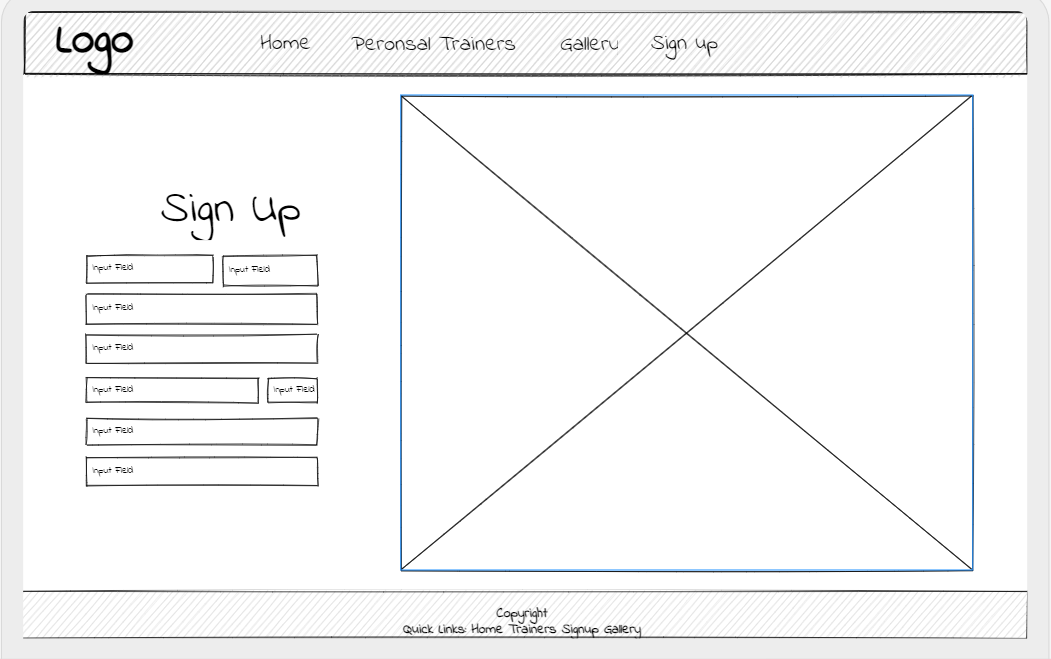 Logo Home Peronsal Trainers Galleru Sign Up
Sign Up
Input Field Input Field
Input Field
Input Field
Input Field Input Field
Input Field
Input Field
Copyright
Quick Links: Home Trainers Signup Gallery